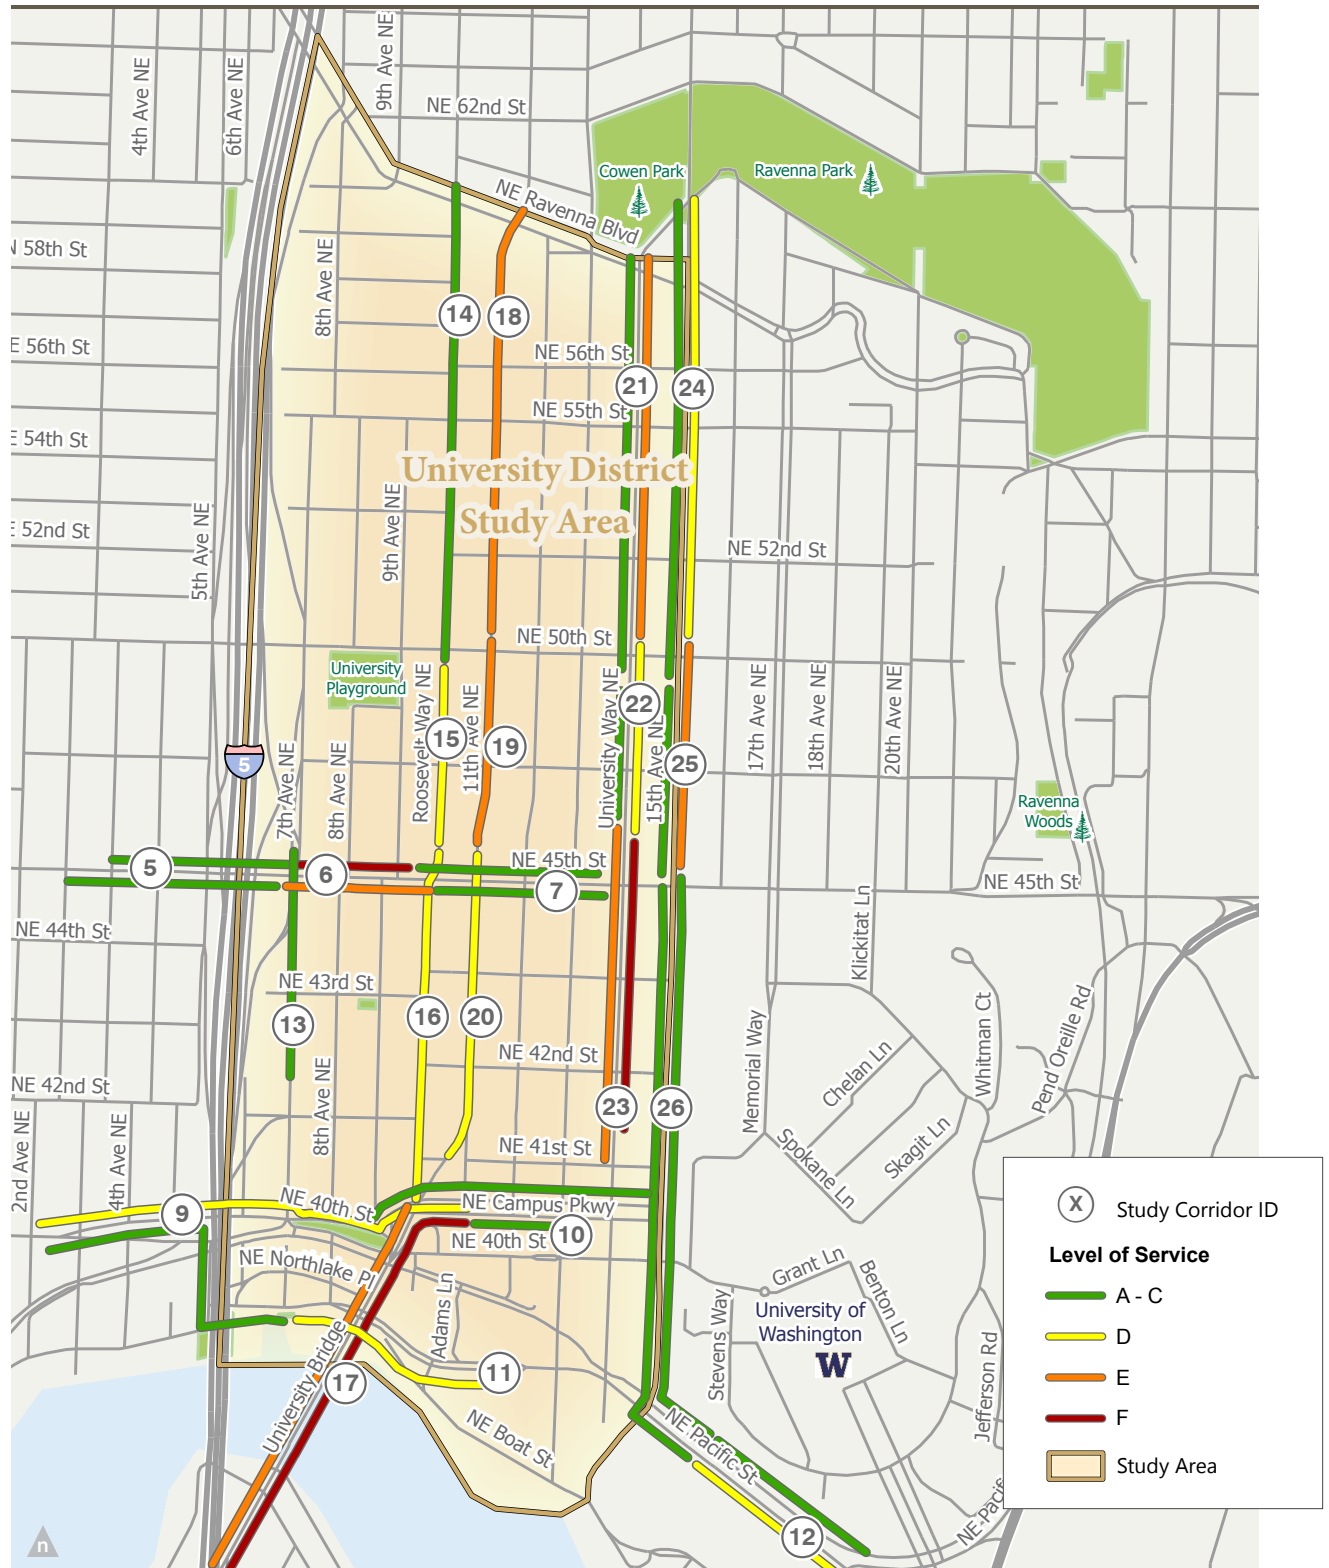 9th Ave NE
4th Ave NE
6th Ave NE
NE 62nd St
Cowen Park
Ravenna Park
NE Ravenna Blvd
58th St
8th Ave NE
14
18
E 56th St
NE 56th St
21
24
NE 55th St
E 54th St
University District
Study Area
9th Ave NE
E 52nd St
5th Ave NE
NE 52nd St
NE 50th St
University
Playground
Roosevelt Way NE
11th Ave NE
University Way NE
15th Ave NE
17th Ave NE
18th Ave NE
20th Ave NE
22
15
19
25
5
7th Ave NE
8th Ave NE
Ravenna
Woods
5
6
7
NE 45th St
NE 45th St
NE 44th St
Klickitat Ln
NE 43rd St
13
16
20
Memorial Way
Whitman Ct
Pend Oreille Rd
NE 42nd St
Chelan Ln
NE 42nd St
8th Ave NE
23
26
2nd Ave NE
4th Ave NE
Spokane Ln
Skagit Ln
NE 41st St
9
NE 40th St
NE Campus Pkwy
10
NE 40th St
NE Northlake Pl
Adams Ln
Grant Ln
Benton Ln
Stevens Way
University of
Washington
W
Jefferson Rd
University Bridge
17
11
NE Boat St
NE Pacific St
12
NE Pacif
X
Study Corridor ID
Level of Service
A - C
D
E
F
Study Area
n